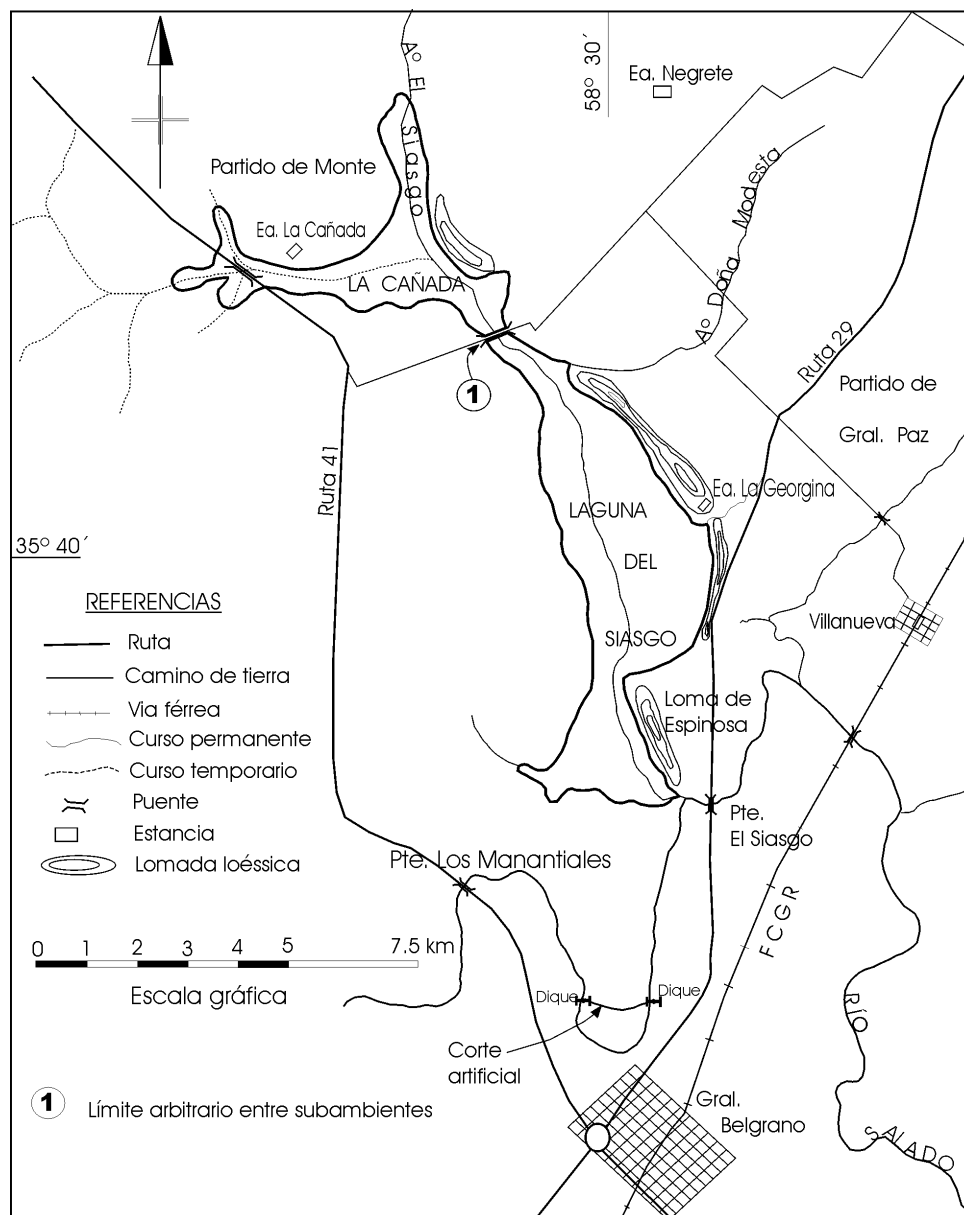 Aº El Siasgo
58º 30´
Ea. Negrete
Partido de Monte
Ea. La Cañada
LA CAÑADA
Aº Daña Modesta
Ruta 29
1
Partido de
Gral. Paz
Ruta 41
Ea. La Georgina
LAGUNA
DEL
SIASGO
35º 40´
Villanueva
REFERENCIAS
Ruta
Camino de tierra
Via férrea
Curso permanente
Curso temporario
Puente
Estancia
Lomada loéssica
Loma de
Espinosa
Pte.
El Siasgo
Pte. Los Manantiales
FCGR
0 1 2 3 4 5 7.5 km
Escala gráfica
Dique
Dique
Corte
artificial
RÍO
SALADO
Gral.
Belgrano
1 Límite arbitrario entre subambientes